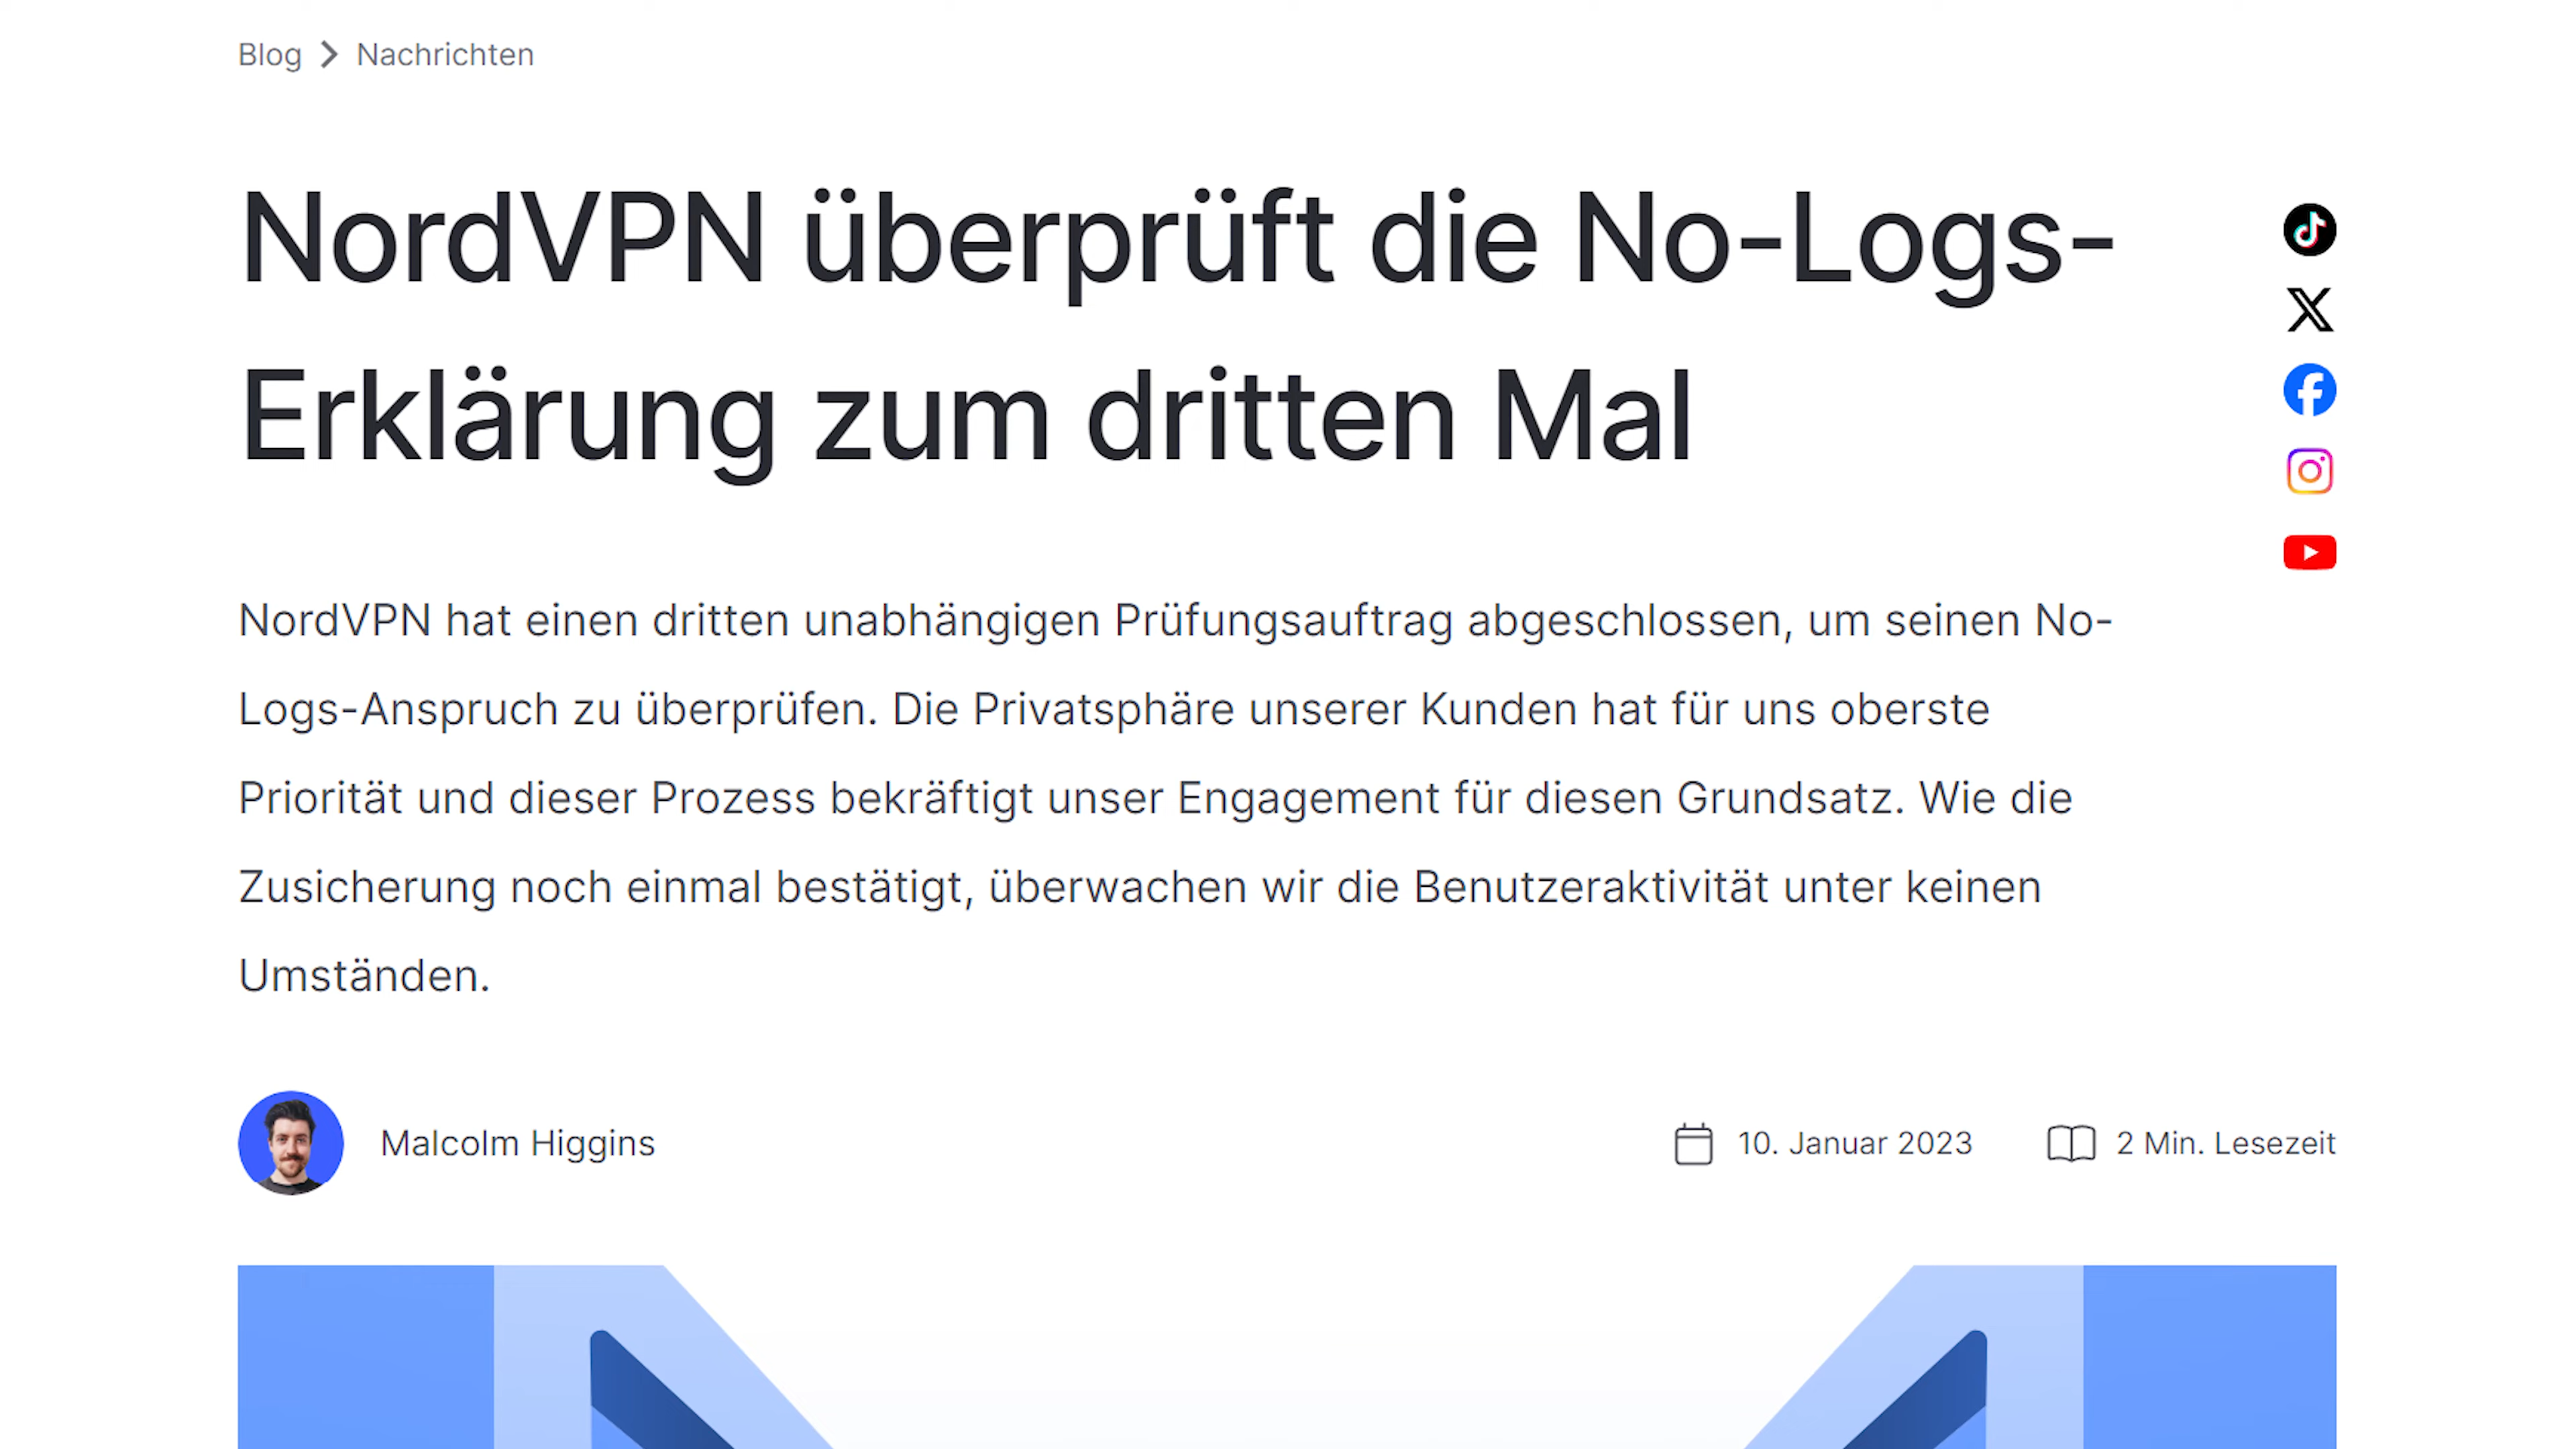 Blog > Nachrichten
NordVPN überprüft die No-Logs-
Erklärung zum dritten Mal
NordVPN hat einen dritten unabhängigen Prüfungsauftrag abgeschlossen, um seinen No-
Logs-Anspruch zu überprüfen. Die Privatsphäre unserer Kunden hat für uns oberste
Priorität und dieser Prozess bekräftigt unser Engagement für diesen Grundsatz. Wie die
Zusicherung noch einmal bestätigt, überwachen wir die Benutzeraktivität unter keinen
Umständen.
Malcolm Higgins
10. Januar 2023
2 Min. Lesezeit